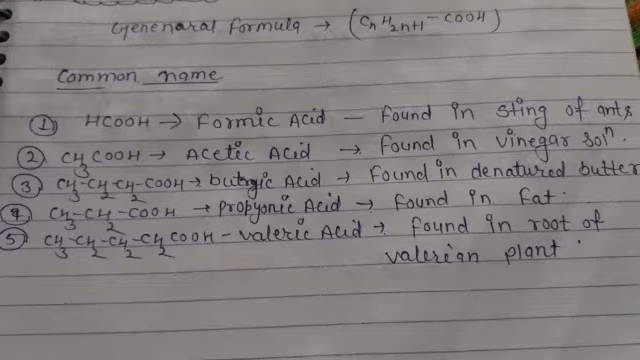 Genenaral formula → (CnH2n+1 - COOH)
Common name
① HCOOH → Formic Acid - Found in sting of ants
② CH3COOH → Acetic Acid → found in vinegar solⁿ.
③ CH3-CH2-CH2-COOH → butryic Acid → Found in denatured butter
④ CH3-CH2-COOH → propyonic Acid → found in fat.
⑤ CH3-CH2-CH2-CH2COOH - valeric Acid → found in root of
valerian plant.